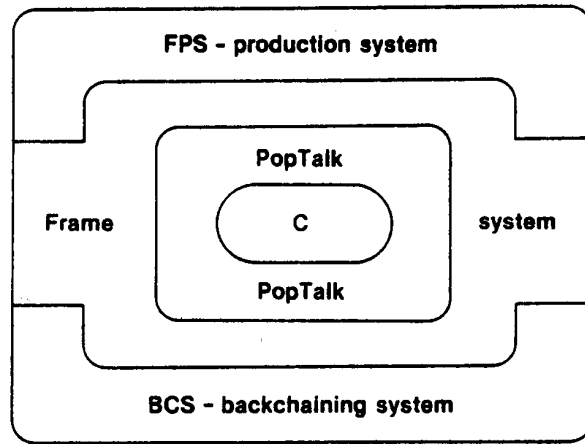 FPS - production system
PopTalk
Frame C system
PopTalk
BCS - backchaining system